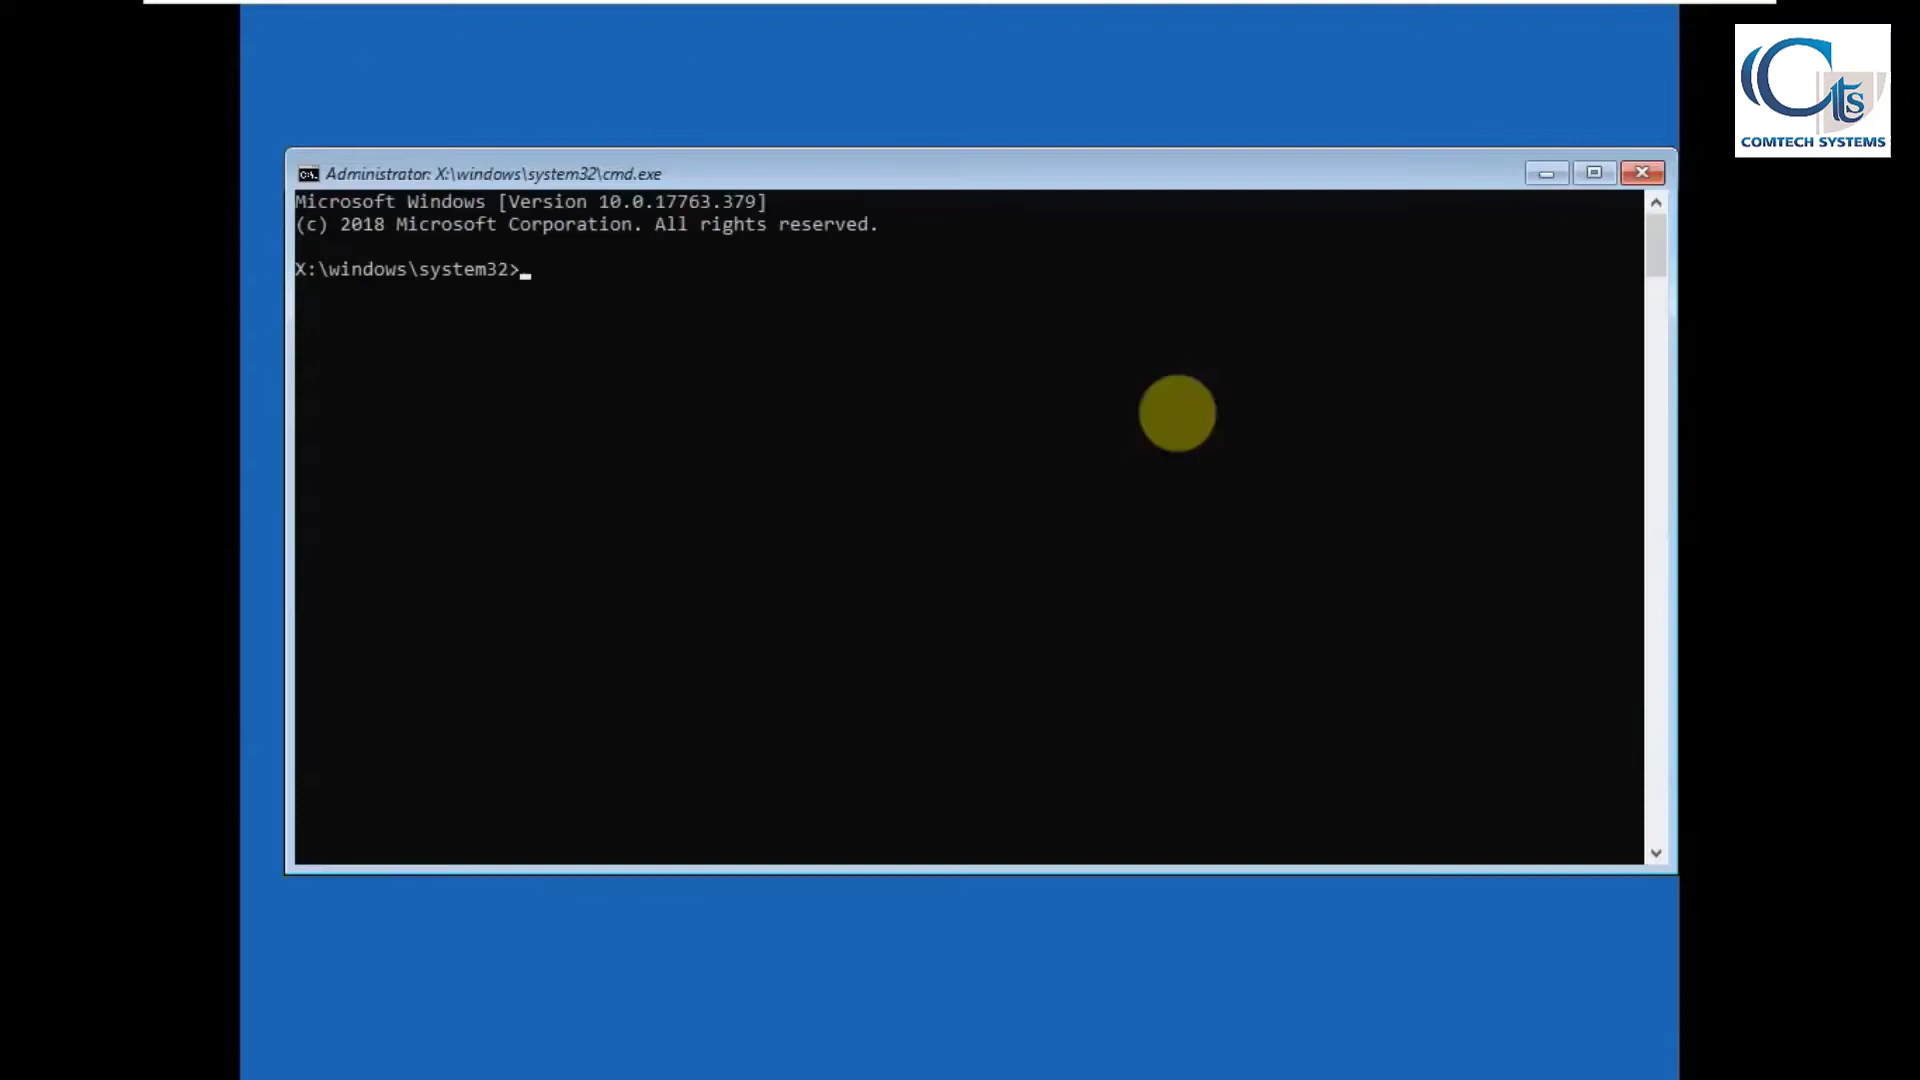 Cts
COMTECH SYSTEMS
Administrator: X:\windows\system32\cmd.exe
Microsoft Windows [Version 10.0.17763.379]
(c) 2018 Microsoft Corporation. All rights reserved.
X:\windows\system32>